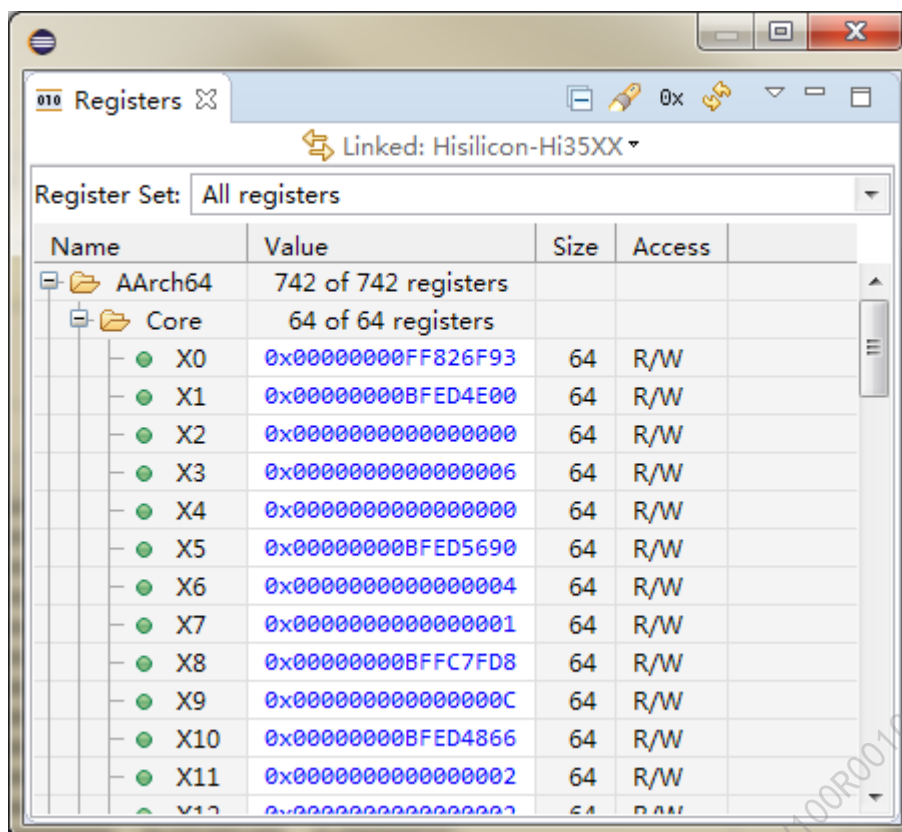 010 Registers
0x
Linked: Hisilicon-Hi35XX
Register Set: All registers
Name Value Size Access
AArch64 742 of 742 registers
Core 64 of 64 registers
X0 0x00000000FF826F93 64 R/W
X1 0x00000000BFED4E00 64 R/W
X2 0x0000000000000000 64 R/W
X3 0x0000000000000006 64 R/W
X4 0x0000000000000000 64 R/W
X5 0x00000000BFED5690 64 R/W
X6 0x0000000000000004 64 R/W
X7 0x0000000000000001 64 R/W
X8 0x00000000BFFC7FD8 64 R/W
X9 0x000000000000000C 64 R/W
X10 0x00000000BFED4866 64 R/W
X11 0x0000000000000002 64 R/W
X12 64 R/W